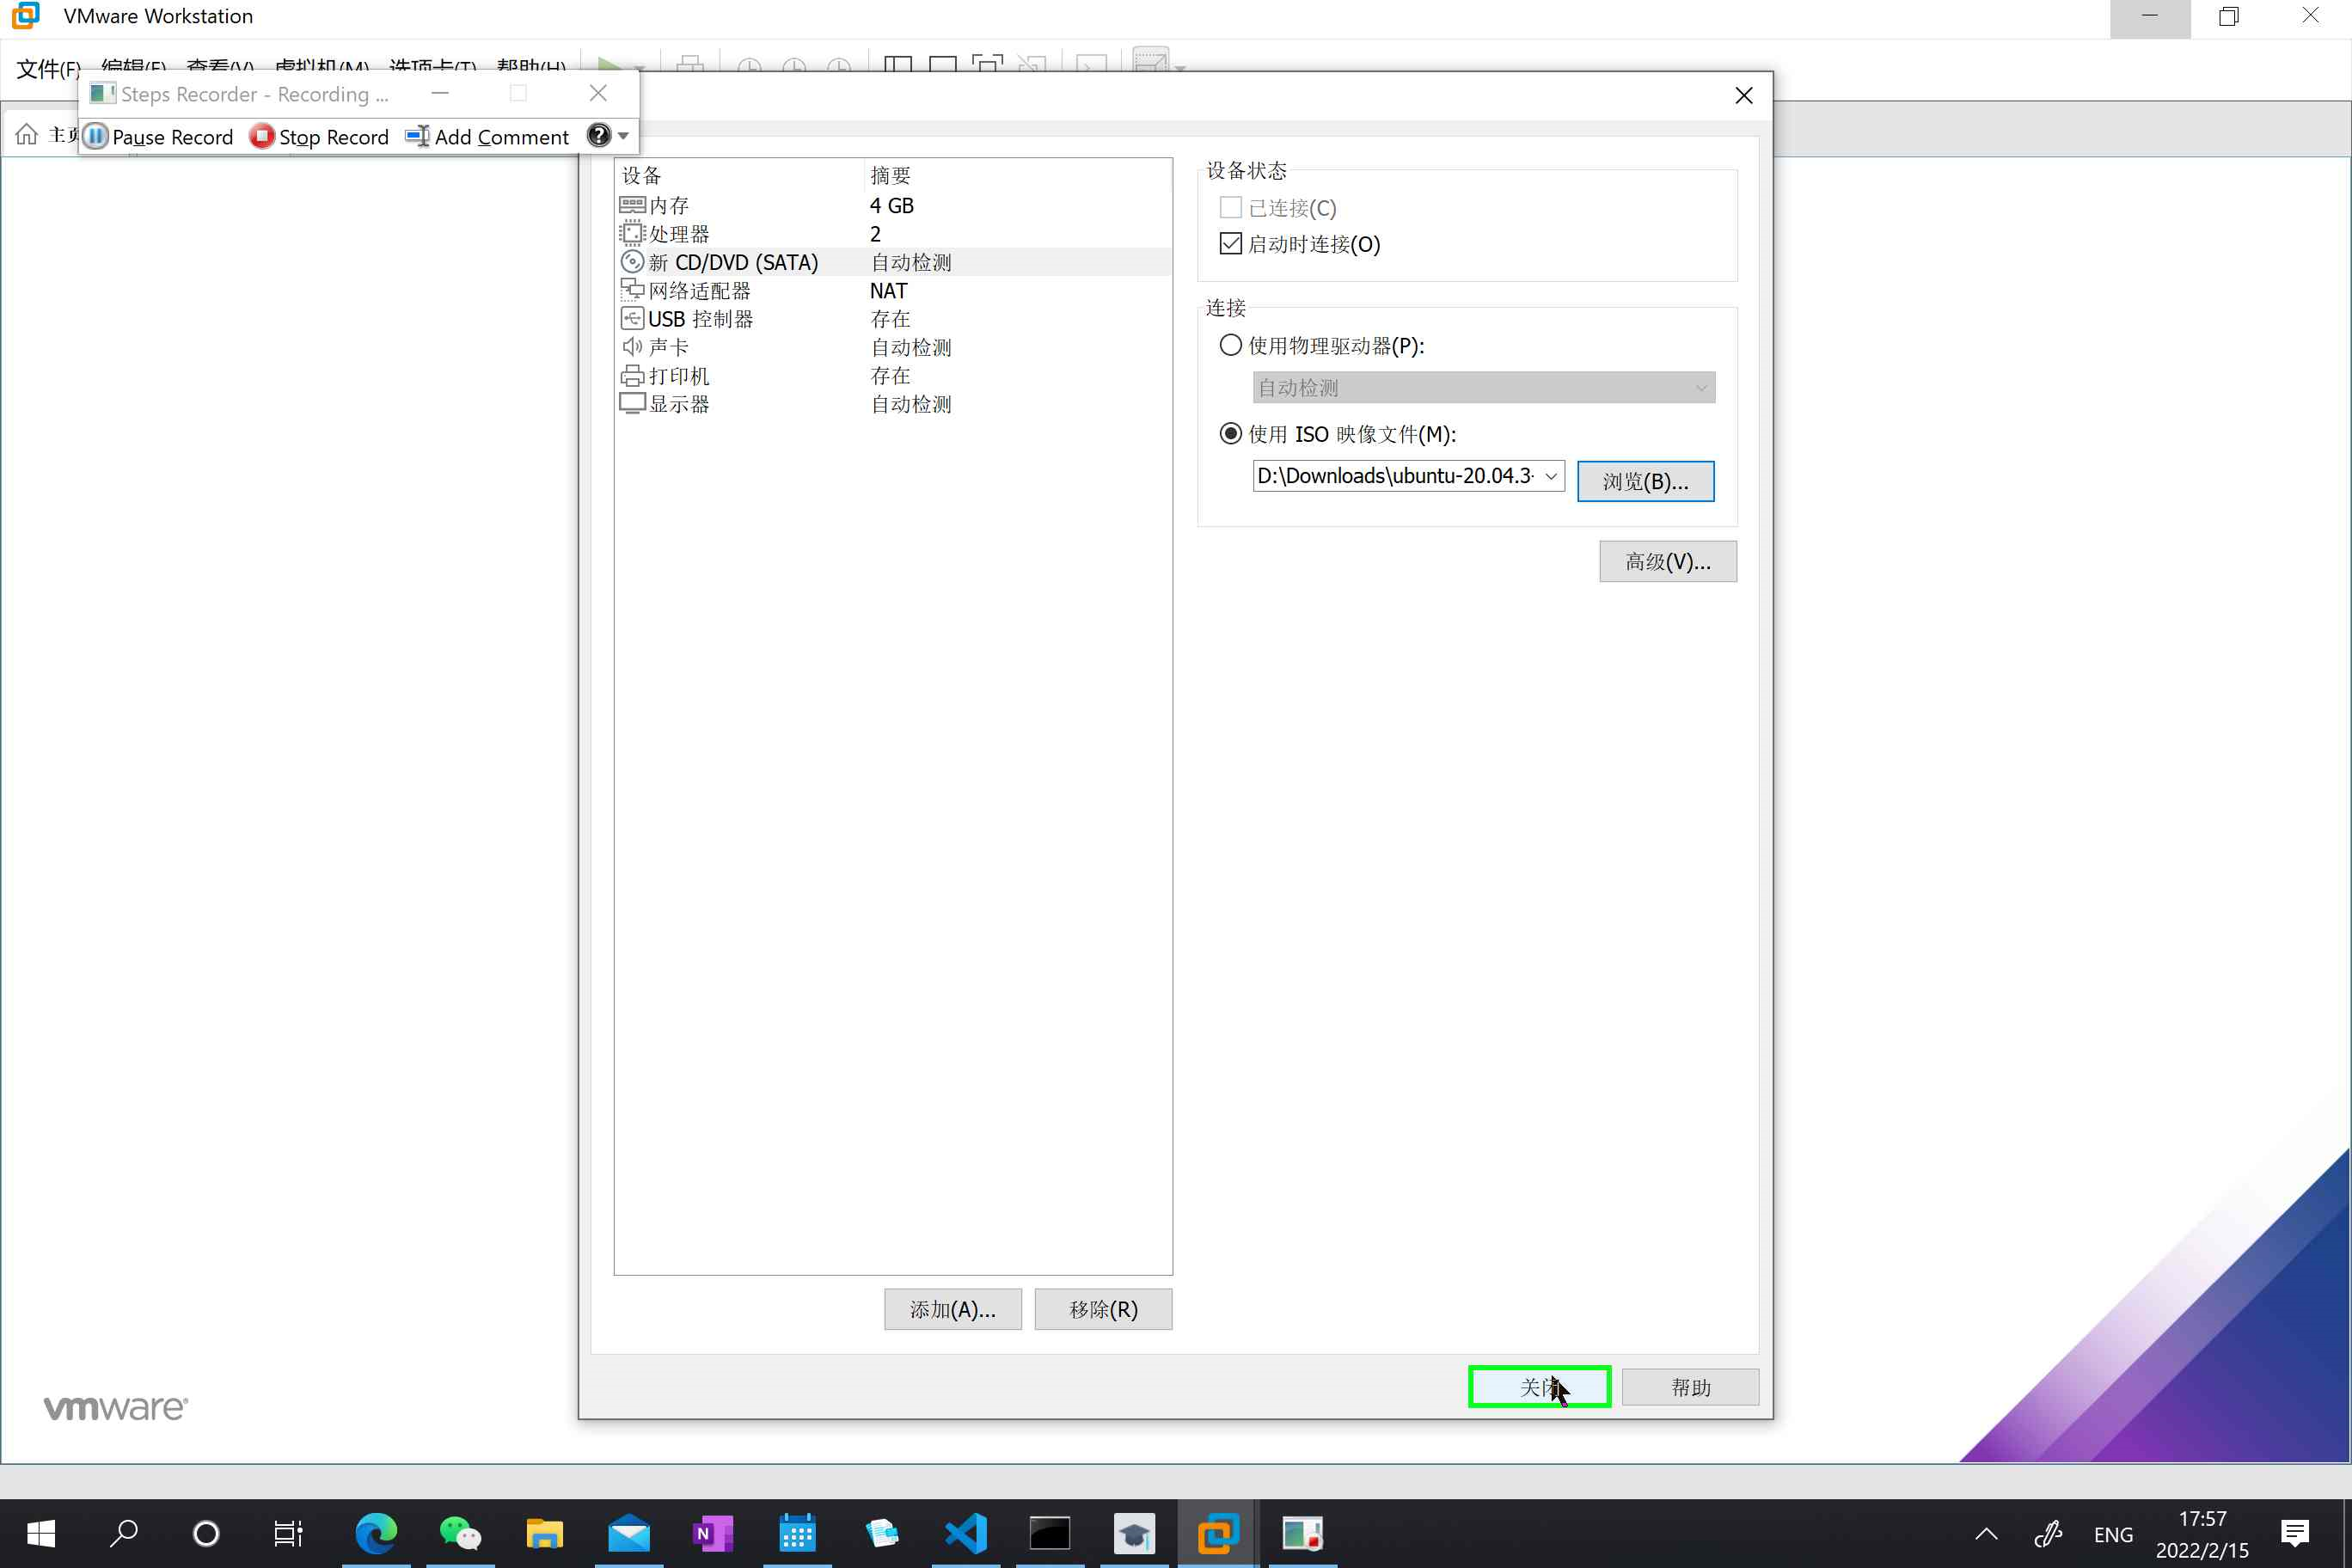 VMware Workstation
文件(F) 编辑(E) 查看(V) 虚拟机(M) 选项卡(T) 帮助(H)
Steps Recorder - Recording ...
主页
Pause Record Stop Record Add Comment
设备 摘要
内存 4 GB
处理器 2
新 CD/DVD (SATA) 自动检测
网络适配器 NAT
USB 控制器 存在
声卡 自动检测
打印机 存在
显示器 自动检测
设备状态
已连接(C)
启动时连接(O)
连接
使用物理驱动器(P):
自动检测
使用 ISO 映像文件(M):
D:\Downloads\ubuntu-20.04.3-
浏览(B)...
高级(V)...
添加(A)... 移除(R)
关闭 帮助
vmware®
ENG
17:57
2022/2/15